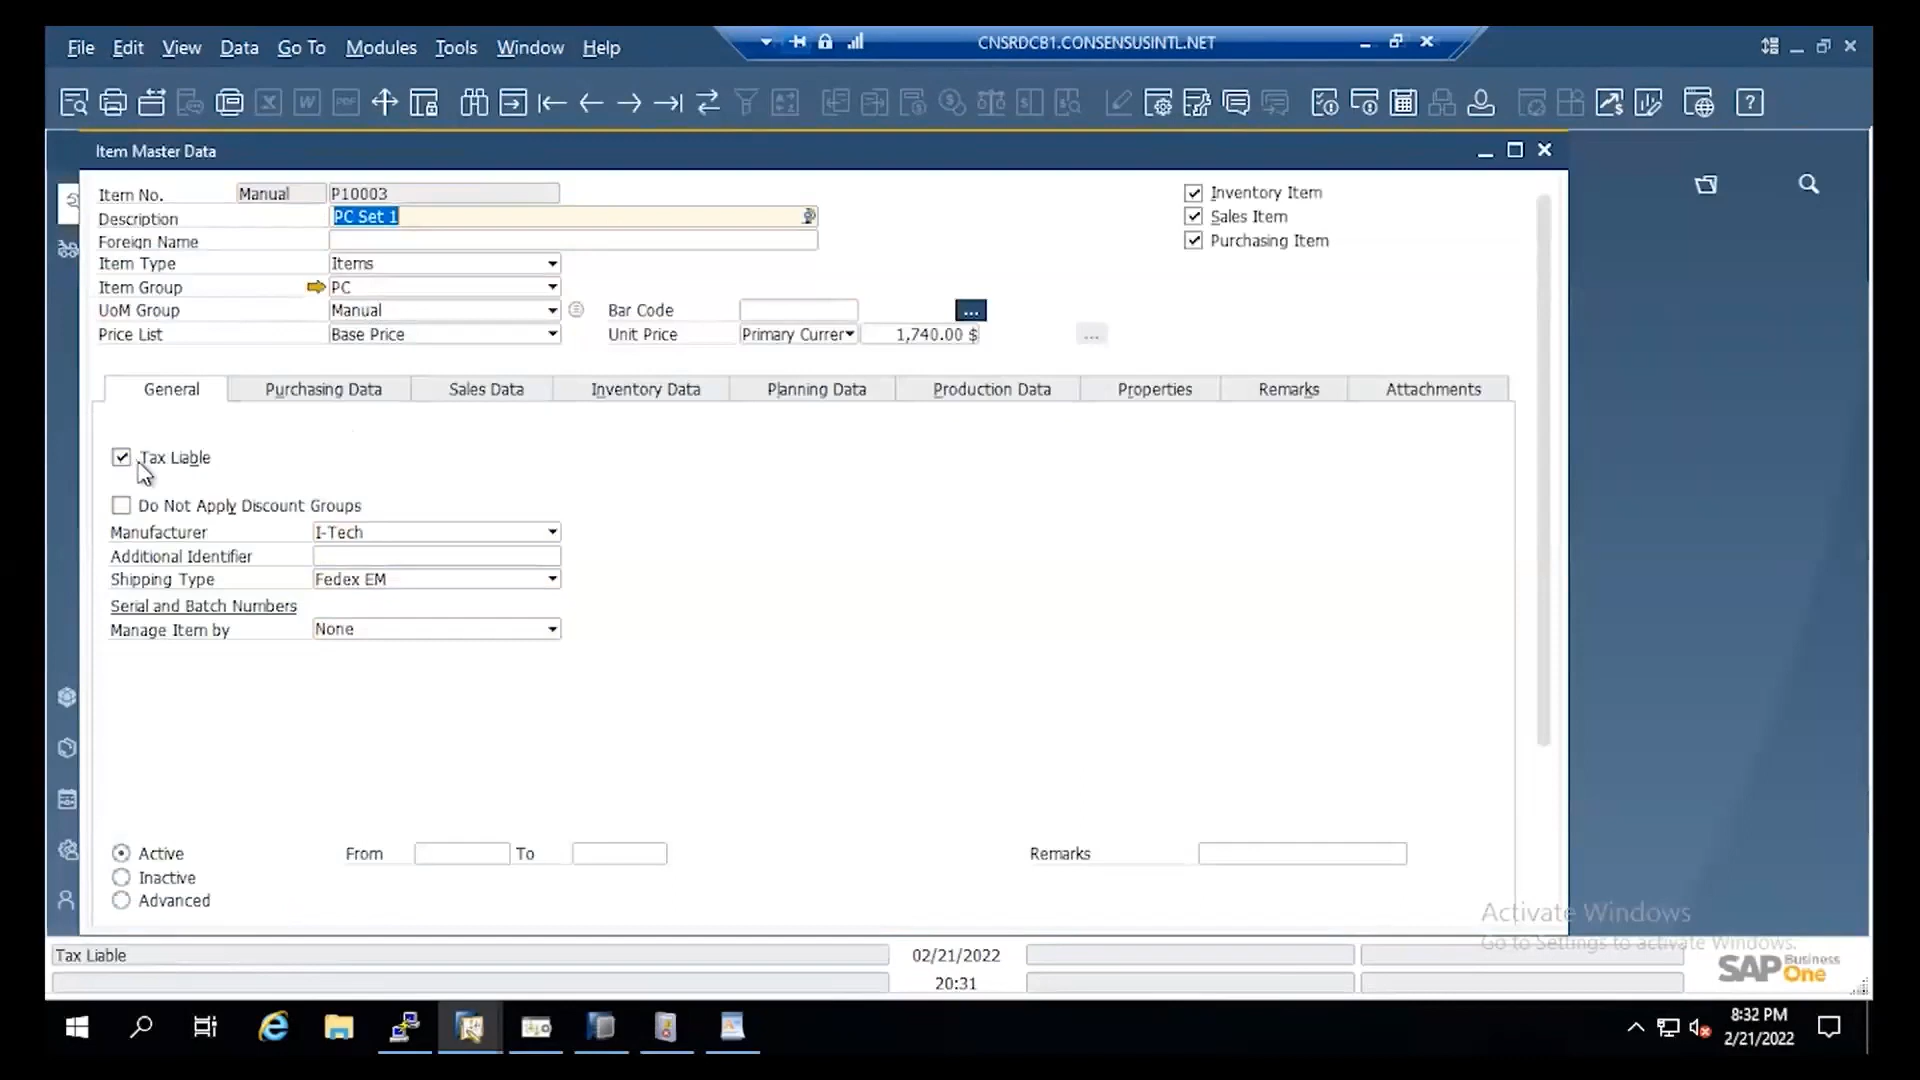 File Edit View Data Go To Modules Tools Window Help
CNSRDCB1.CONSENSUSINTL.NET
Item Master Data
Item No. Manual P10003
Inventory Item
Description PC Set 1
Sales Item
Foreign Name
Purchasing Item
Item Type Items
Item Group PC
UoM Group Manual Bar Code ...
Price List Base Price Unit Price Primary Currer 1,740.00 $ ...
General Purchasing Data Sales Data Inventory Data Planning Data Production Data Properties Remarks Attachments
Tax Liable
Do Not Apply Discount Groups
Manufacturer I-Tech
Additional Identifier
Shipping Type Fedex EM
Serial and Batch Numbers
Manage Item by None
Active From To Remarks
Inactive
Advanced
Activate Windows
Go to Settings to activate Windows.
Tax Liable 02/21/2022
20:31
SAP Business One
8:32 PM
2/21/2022